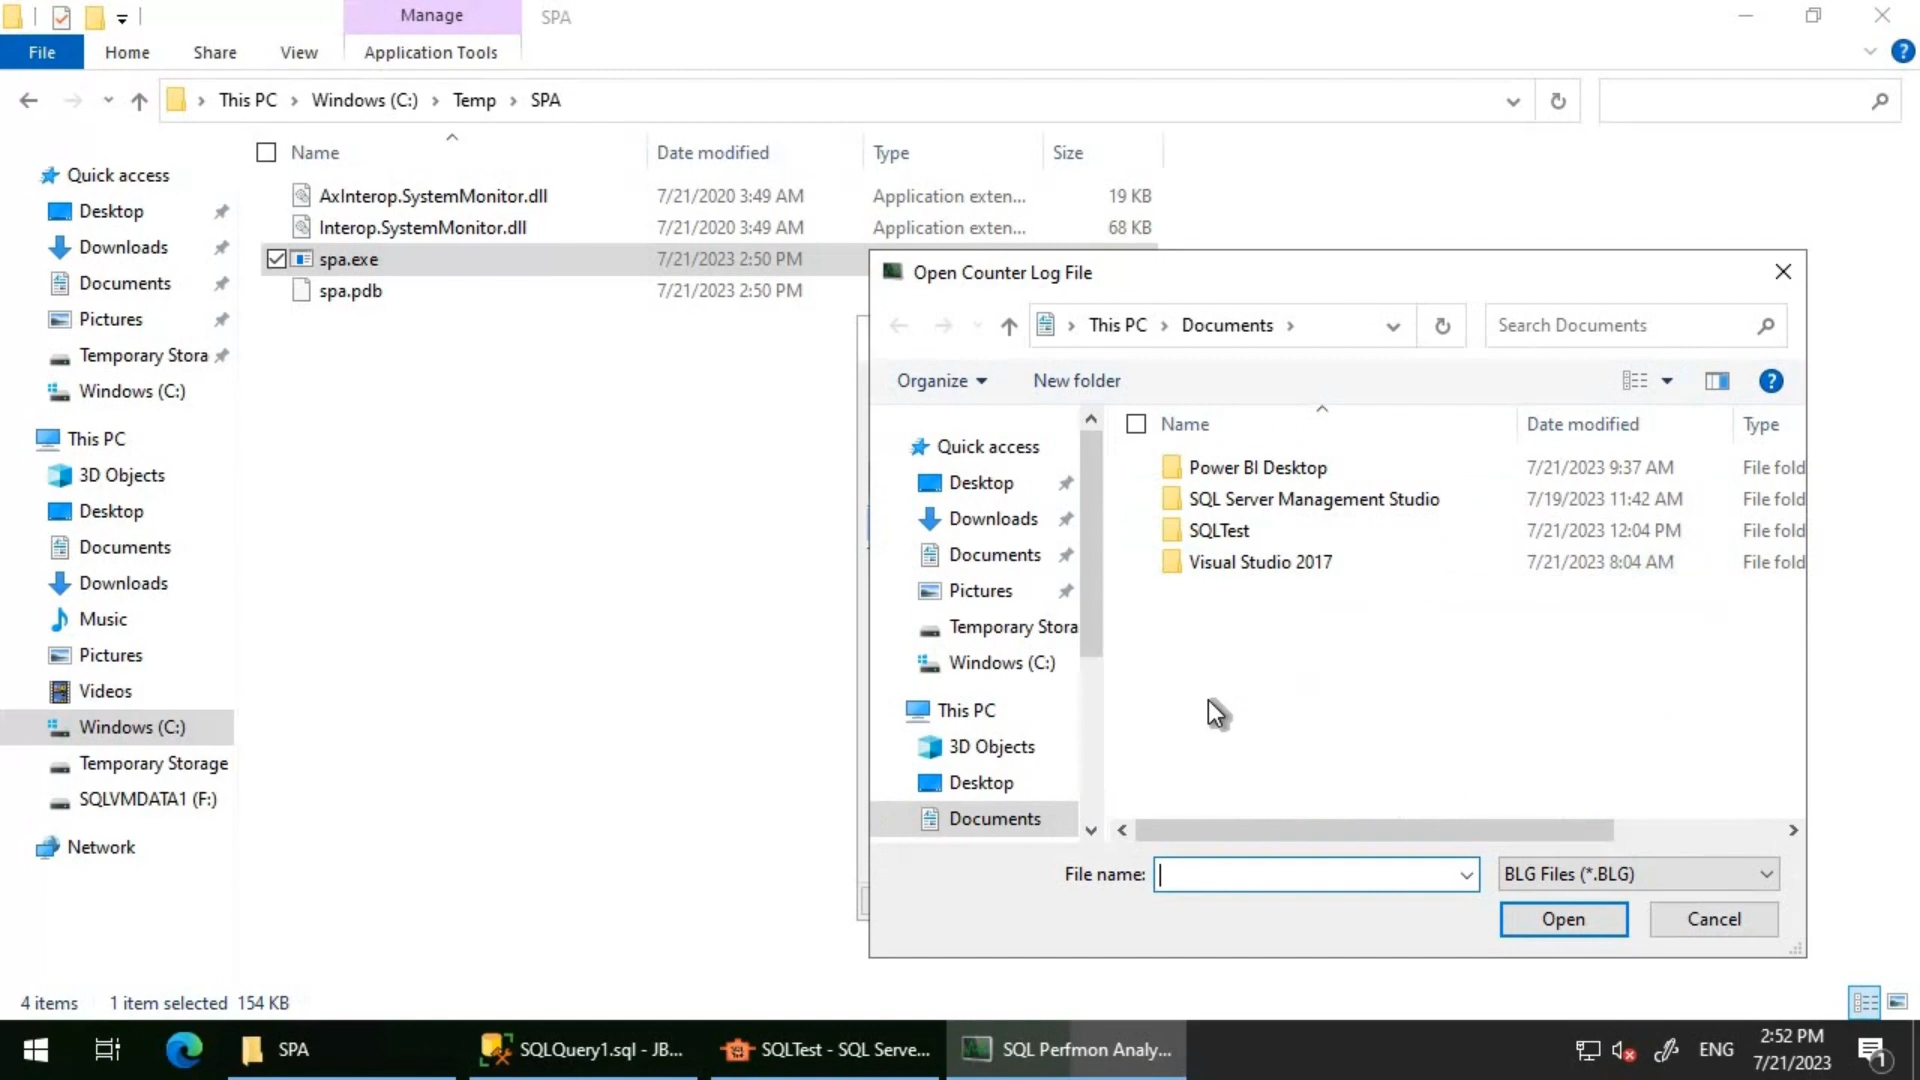 Manage
SPA
File
Home
Share
View
Application Tools
This PC
Windows (C:)
Temp
SPA
Name
Date modified
Type
Size
AxInterop.SystemMonitor.dll
7/21/2020 3:49 AM
Application exten...
19 KB
Interop.SystemMonitor.dll
7/21/2020 3:49 AM
Application exten...
68 KB
spa.exe
7/21/2023 2:50 PM
spa.pdb
7/21/2023 2:50 PM
Quick access
Desktop
Downloads
Documents
Pictures
Temporary Stora
Windows (C:)
This PC
3D Objects
Desktop
Documents
Downloads
Music
Pictures
Videos
Windows (C:)
Temporary Storage
SQLVMDATA1 (F:)
Network
Open Counter Log File
This PC
Documents
Search Documents
Organize
New folder
Quick access
Desktop
Downloads
Documents
Pictures
Temporary Stora
Windows (C:)
This PC
3D Objects
Desktop
Documents
Name
Date modified
Type
Power BI Desktop
7/21/2023 9:37 AM
File fold
SQL Server Management Studio
7/19/2023 11:42 AM
File fold
SQLTest
7/21/2023 12:04 PM
File fold
Visual Studio 2017
7/21/2023 8:04 AM
File fold
File name:
BLG Files (*.BLG)
Open
Cancel
4 items
1 item selected 154 KB
SPA
SQLQuery1.sql - JB...
SQLTest - SQL Serve...
SQL Perfmon Analy...
ENG
2:52 PM
7/21/2023
1